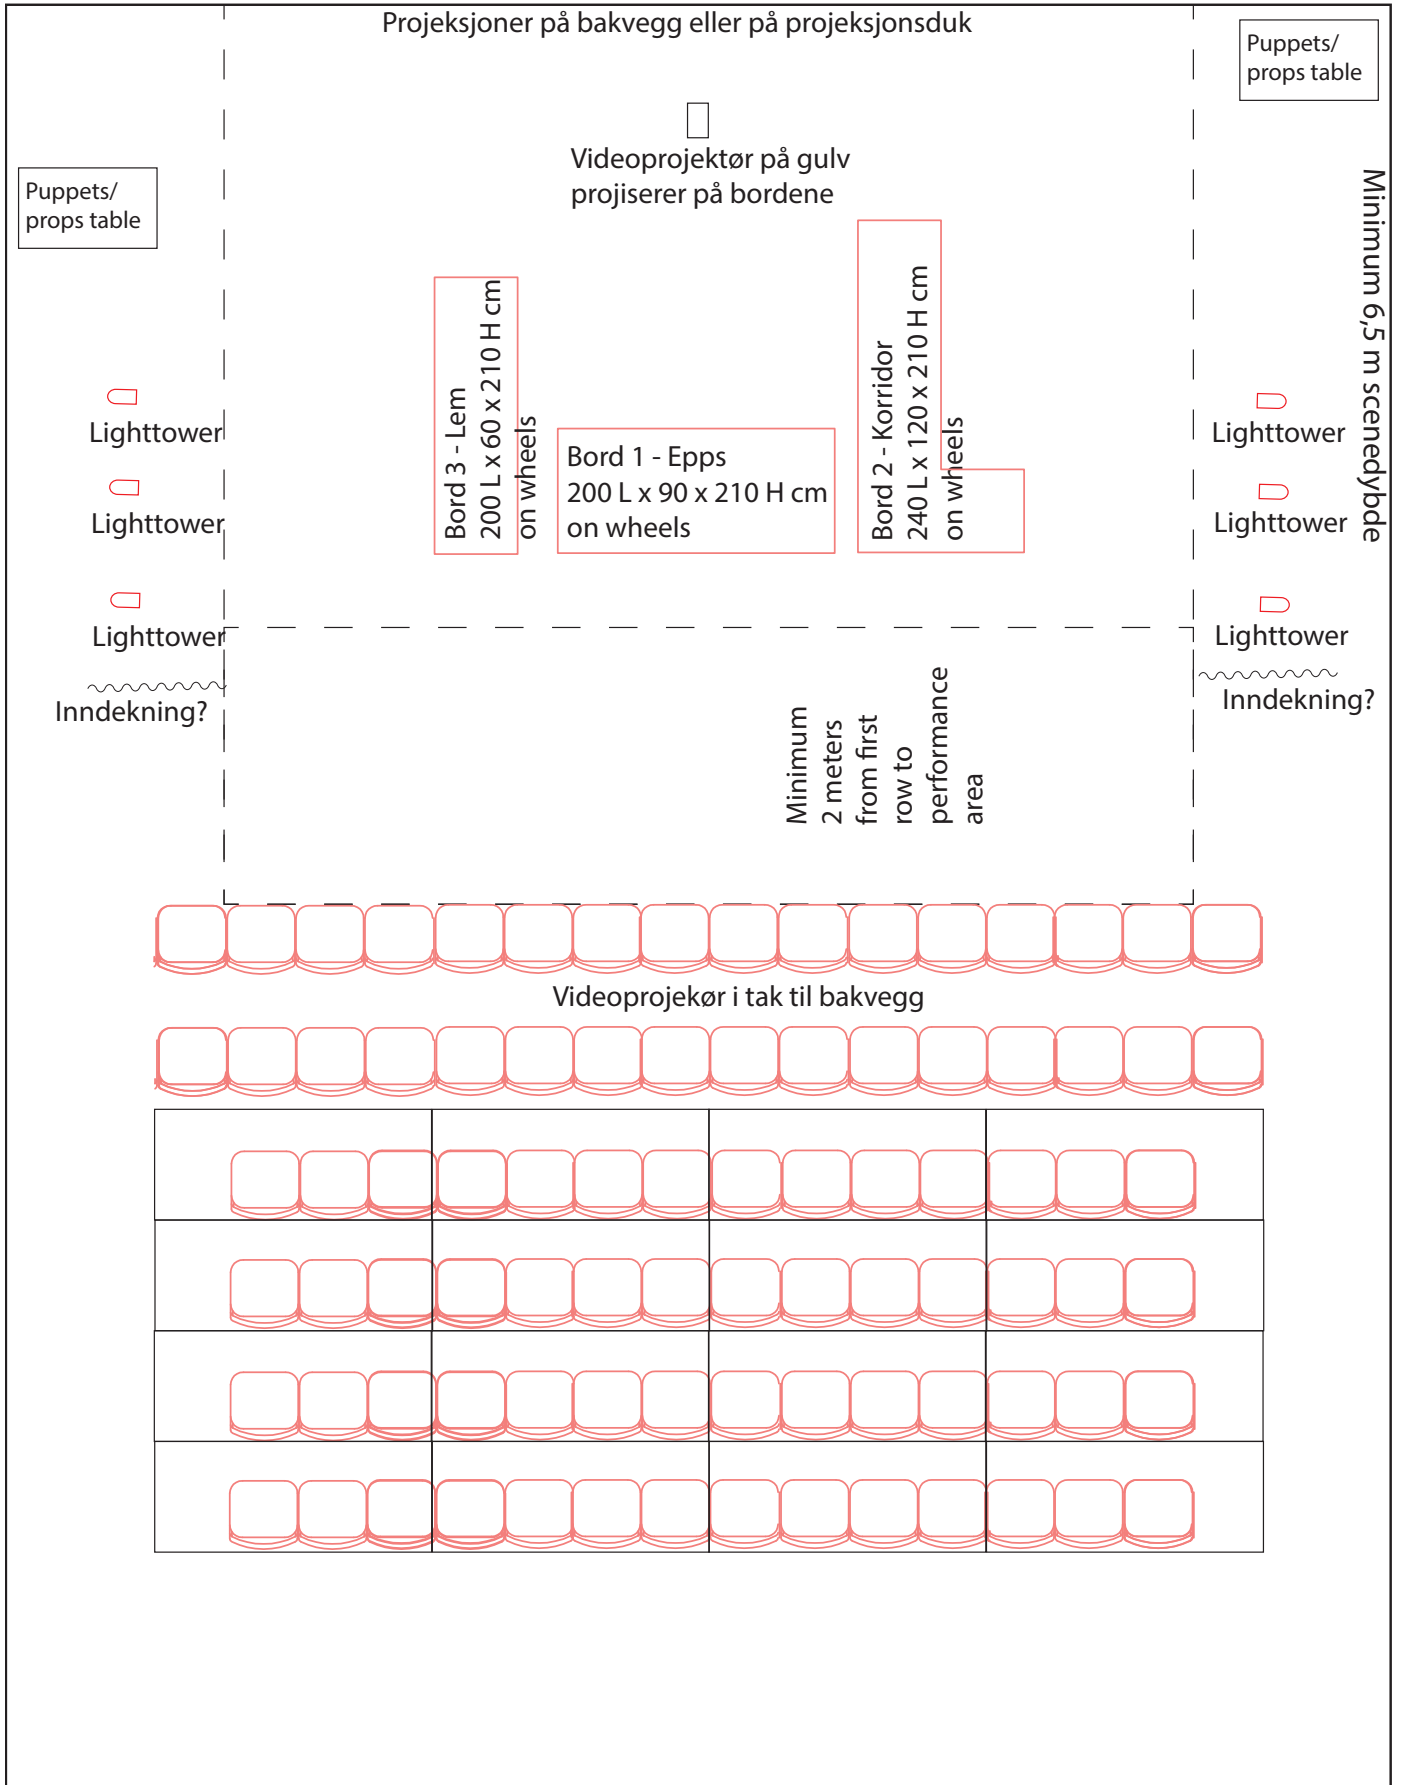 Projeksjoner på bakvegg eller på projeksjonsduk
Puppets/
props table
Videoprojektør på gulv
projiserer på bordene
Puppets/
props table
Minimum 6,5 m scenedybde
Bord 3 - Lem
200 L x 60 x 210 H cm
on wheels
Bord 1 - Epps
200 L x 90 x 210 H cm
on wheels
Bord 2 - Korridor
240 L x 120 x 210 H cm
on wheels
Lighttower
Lighttower
Lighttower
Lighttower
Lighttower
Lighttower
Inndekning?
Inndekning?
Minimum
2 meters
from first
row to
performance
area
Videoprojekør i tak til bakvegg